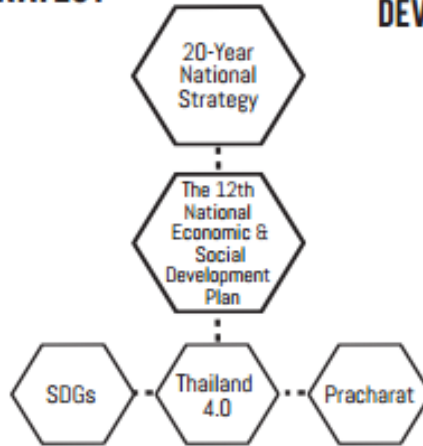 20-Year
National
Strategy
The 12th
National
Economic &
Social
Development
Plan
SDGs
Thailand
4.0
Pracharat